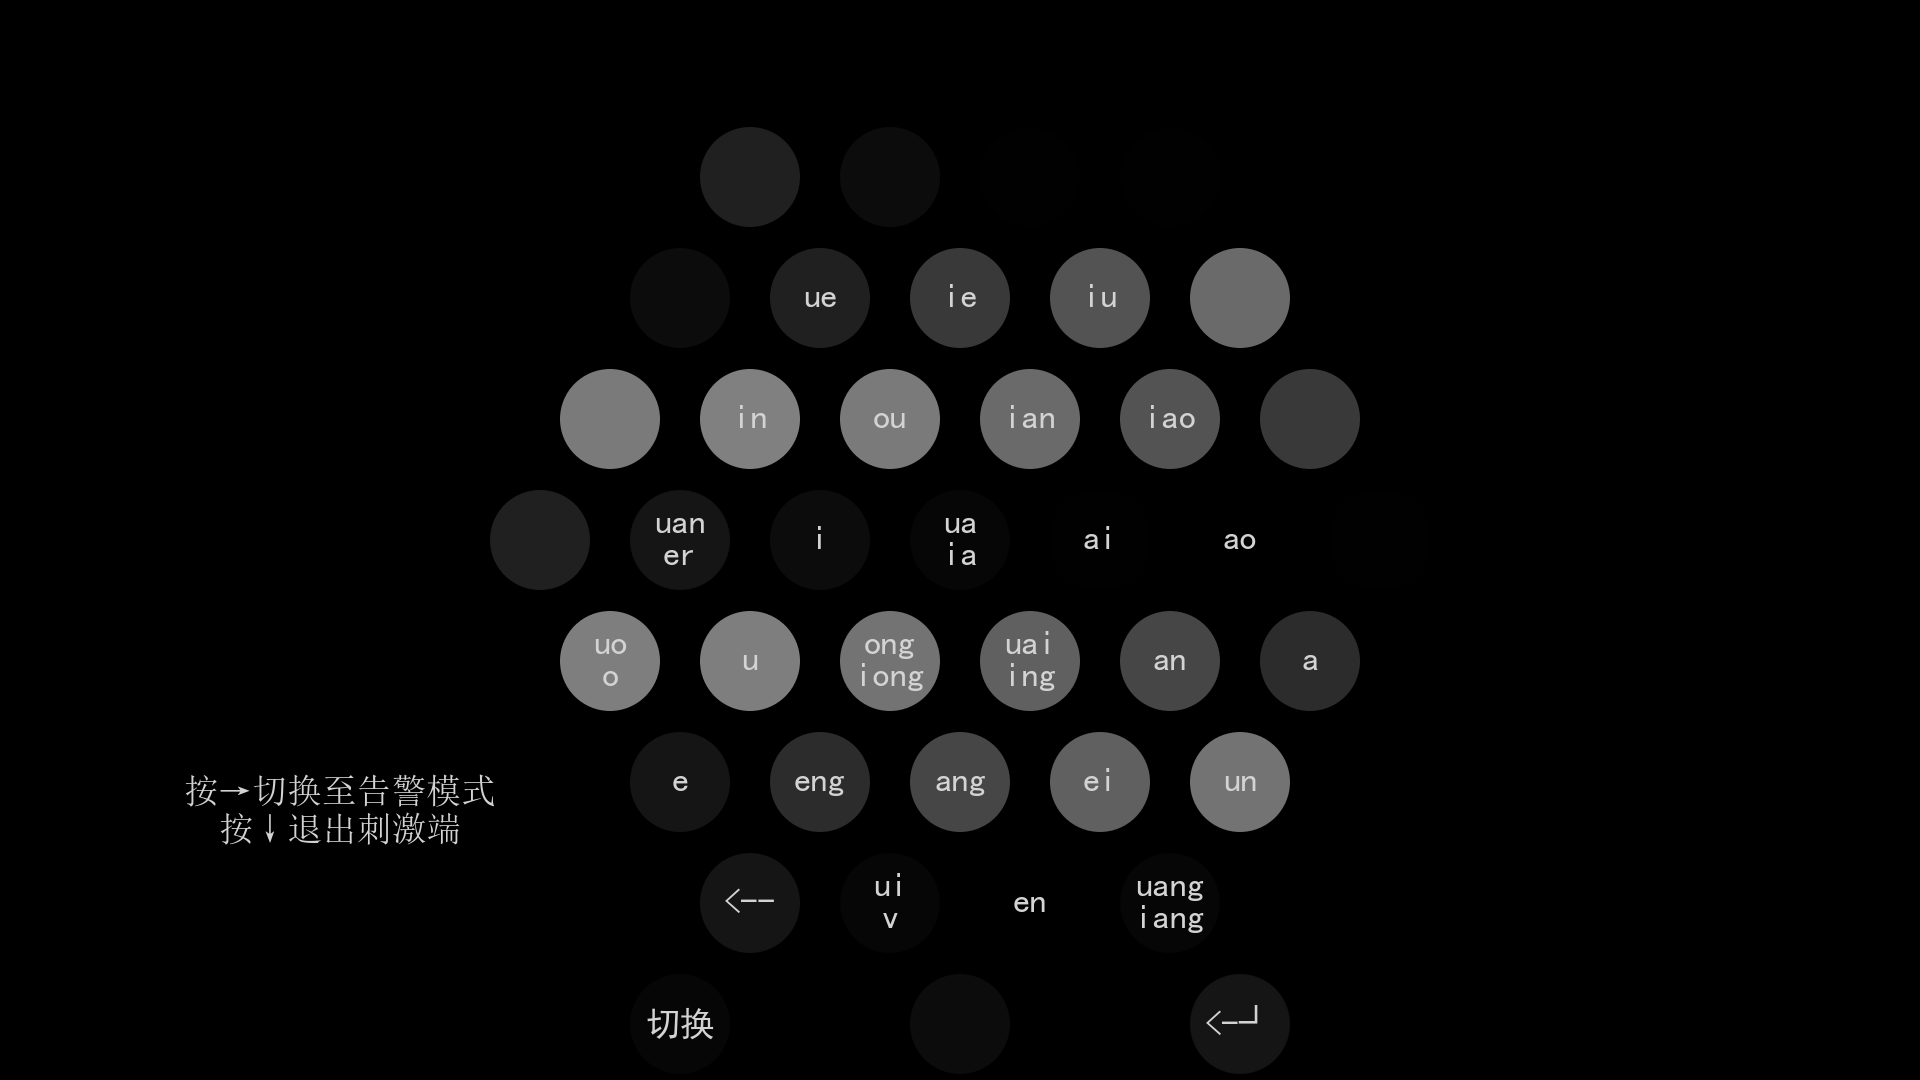 ue
ie
iu
in
ou
ian
iao
uan
er
i
ua
ia
ai
ao
uo
o
u
ong
iong
uai
ing
an
a
e
eng
ang
ei
un
按→切换至告警模式
按↓退出刺激端
<--
ui
v
en
uang
iang
切换
<-┘